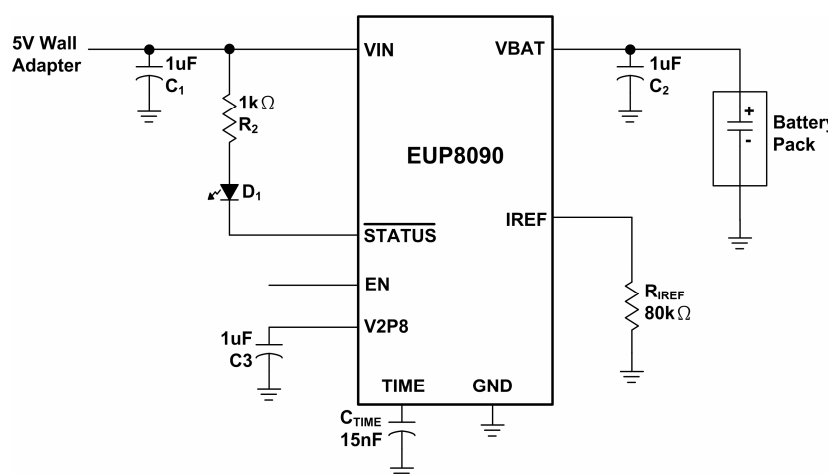 5V Wall
Adapter
1uF
C1
1kΩ
R2
D1
VIN
VBAT
EUP8090
STATUS
EN
V2P8
1uF
C3
TIME
GND
CTIME
15nF
IREF
RIREF
80kΩ
1uF
C2
+
-
Battery
Pack